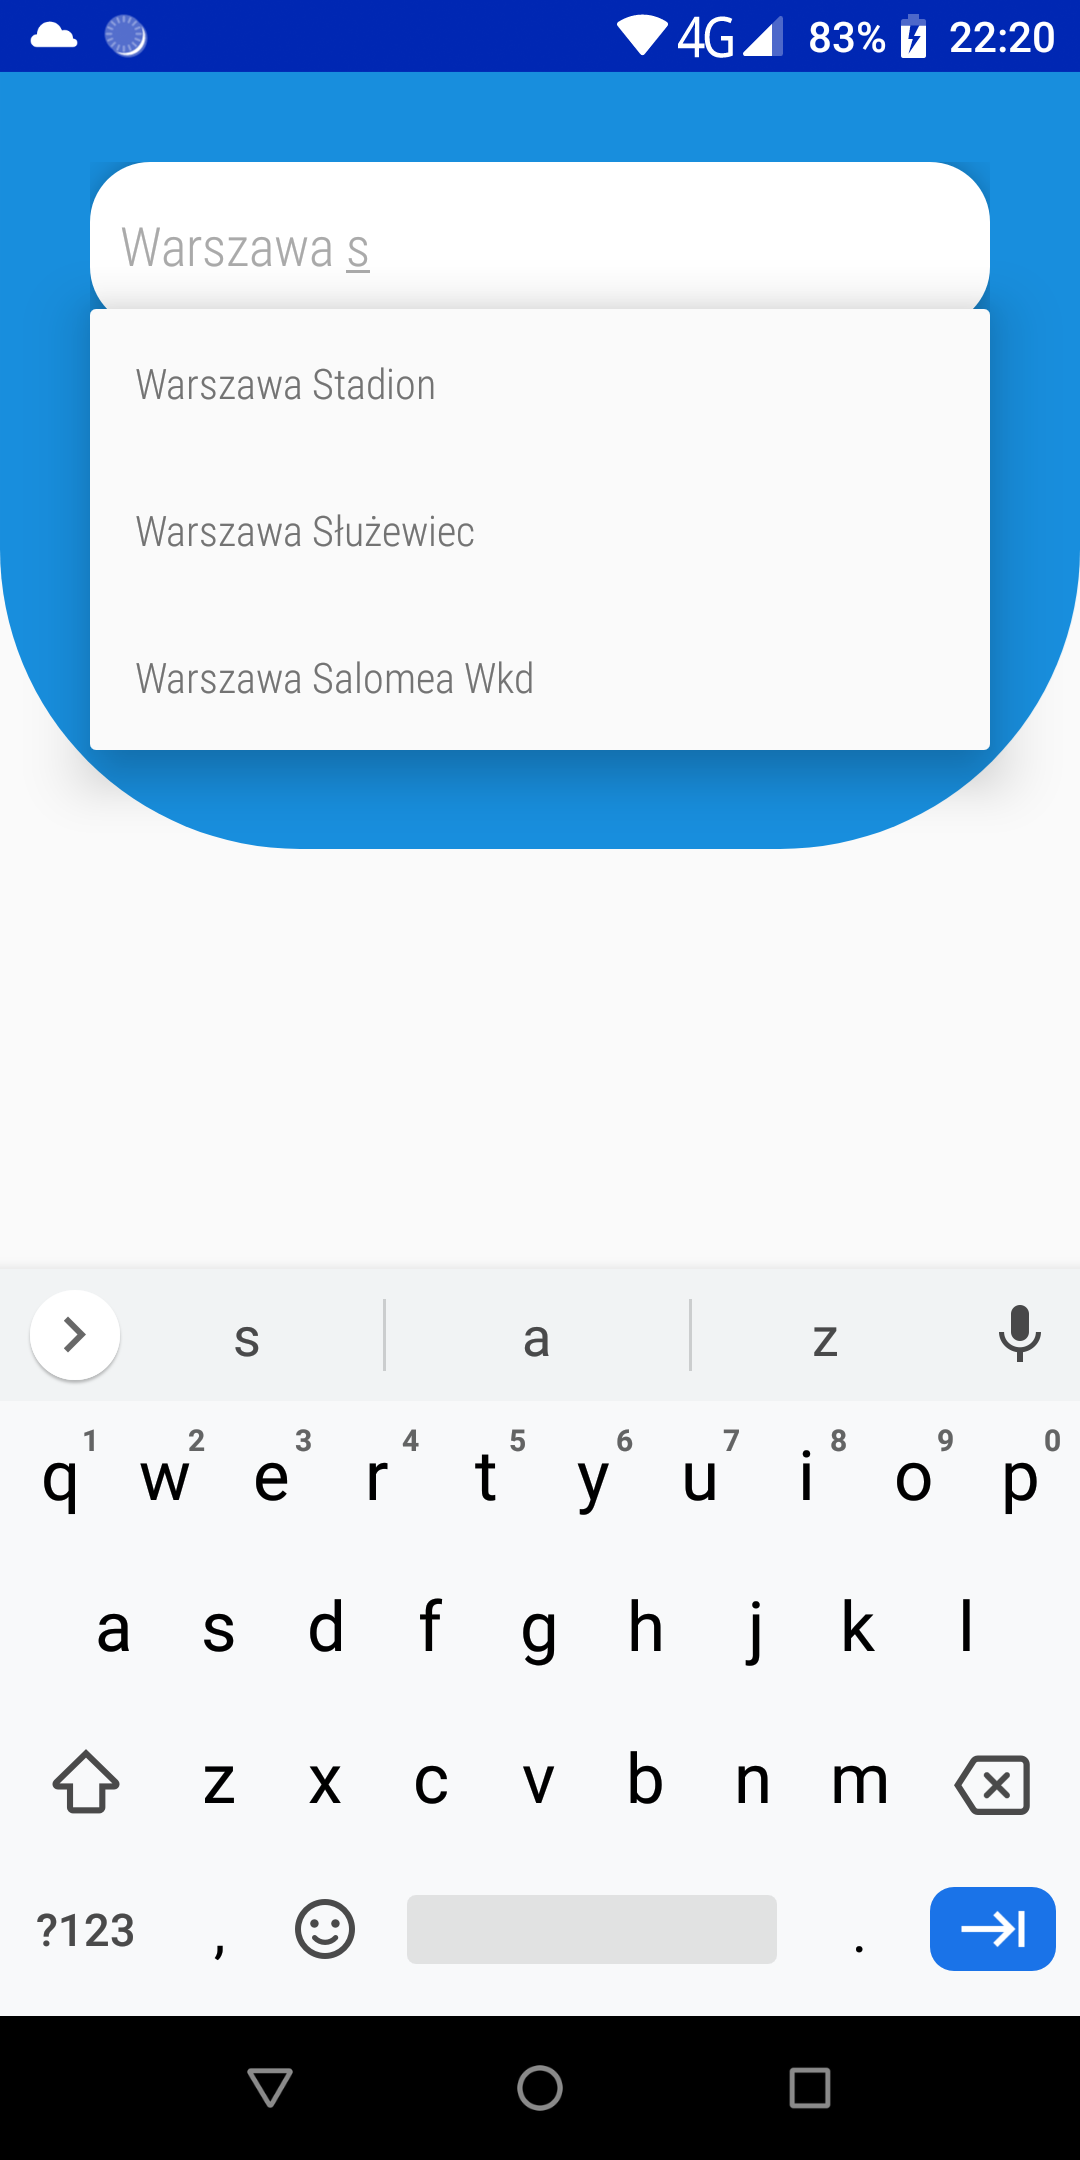 4G 83% 22:20
Warszawa s
Warszawa Stadion
Warszawa Służewiec
Warszawa Salomea Wkd
s a z
1 2 3 4 5 6 7 8 9 0
q w e r t y u i o p
a s d f g h j k l
z x c v b n m
?123 , .